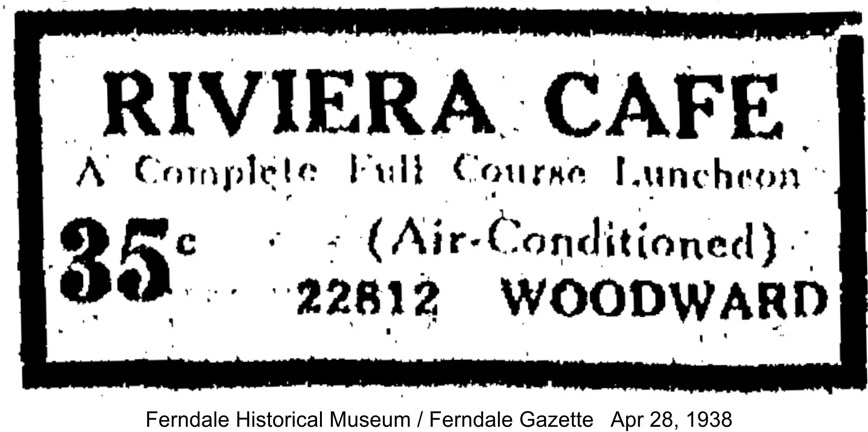 RIVIERA CAFE
A Complete Full Course Luncheon
35c (Air-Conditioned)
22812 WOODWARD
Ferndale Historical Museum / Ferndale Gazette Apr 28, 1938